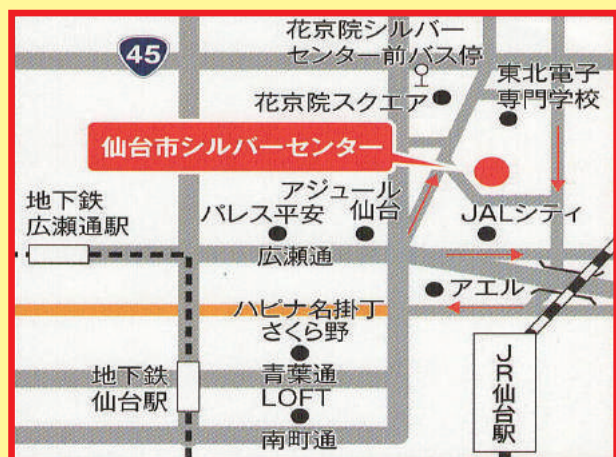 花京院シルバー
センター前バス停
45
東北電子
専門学校
花京院スクエア
仙台市シルバーセンター
地下鉄
広瀬通駅
アジュール
仙台
パレス平安
JALシティ
広瀬通
アエル
ハピナ名掛丁
さくら野
青葉通
地下鉄
仙台駅
LOFT
南町通
JR仙台駅